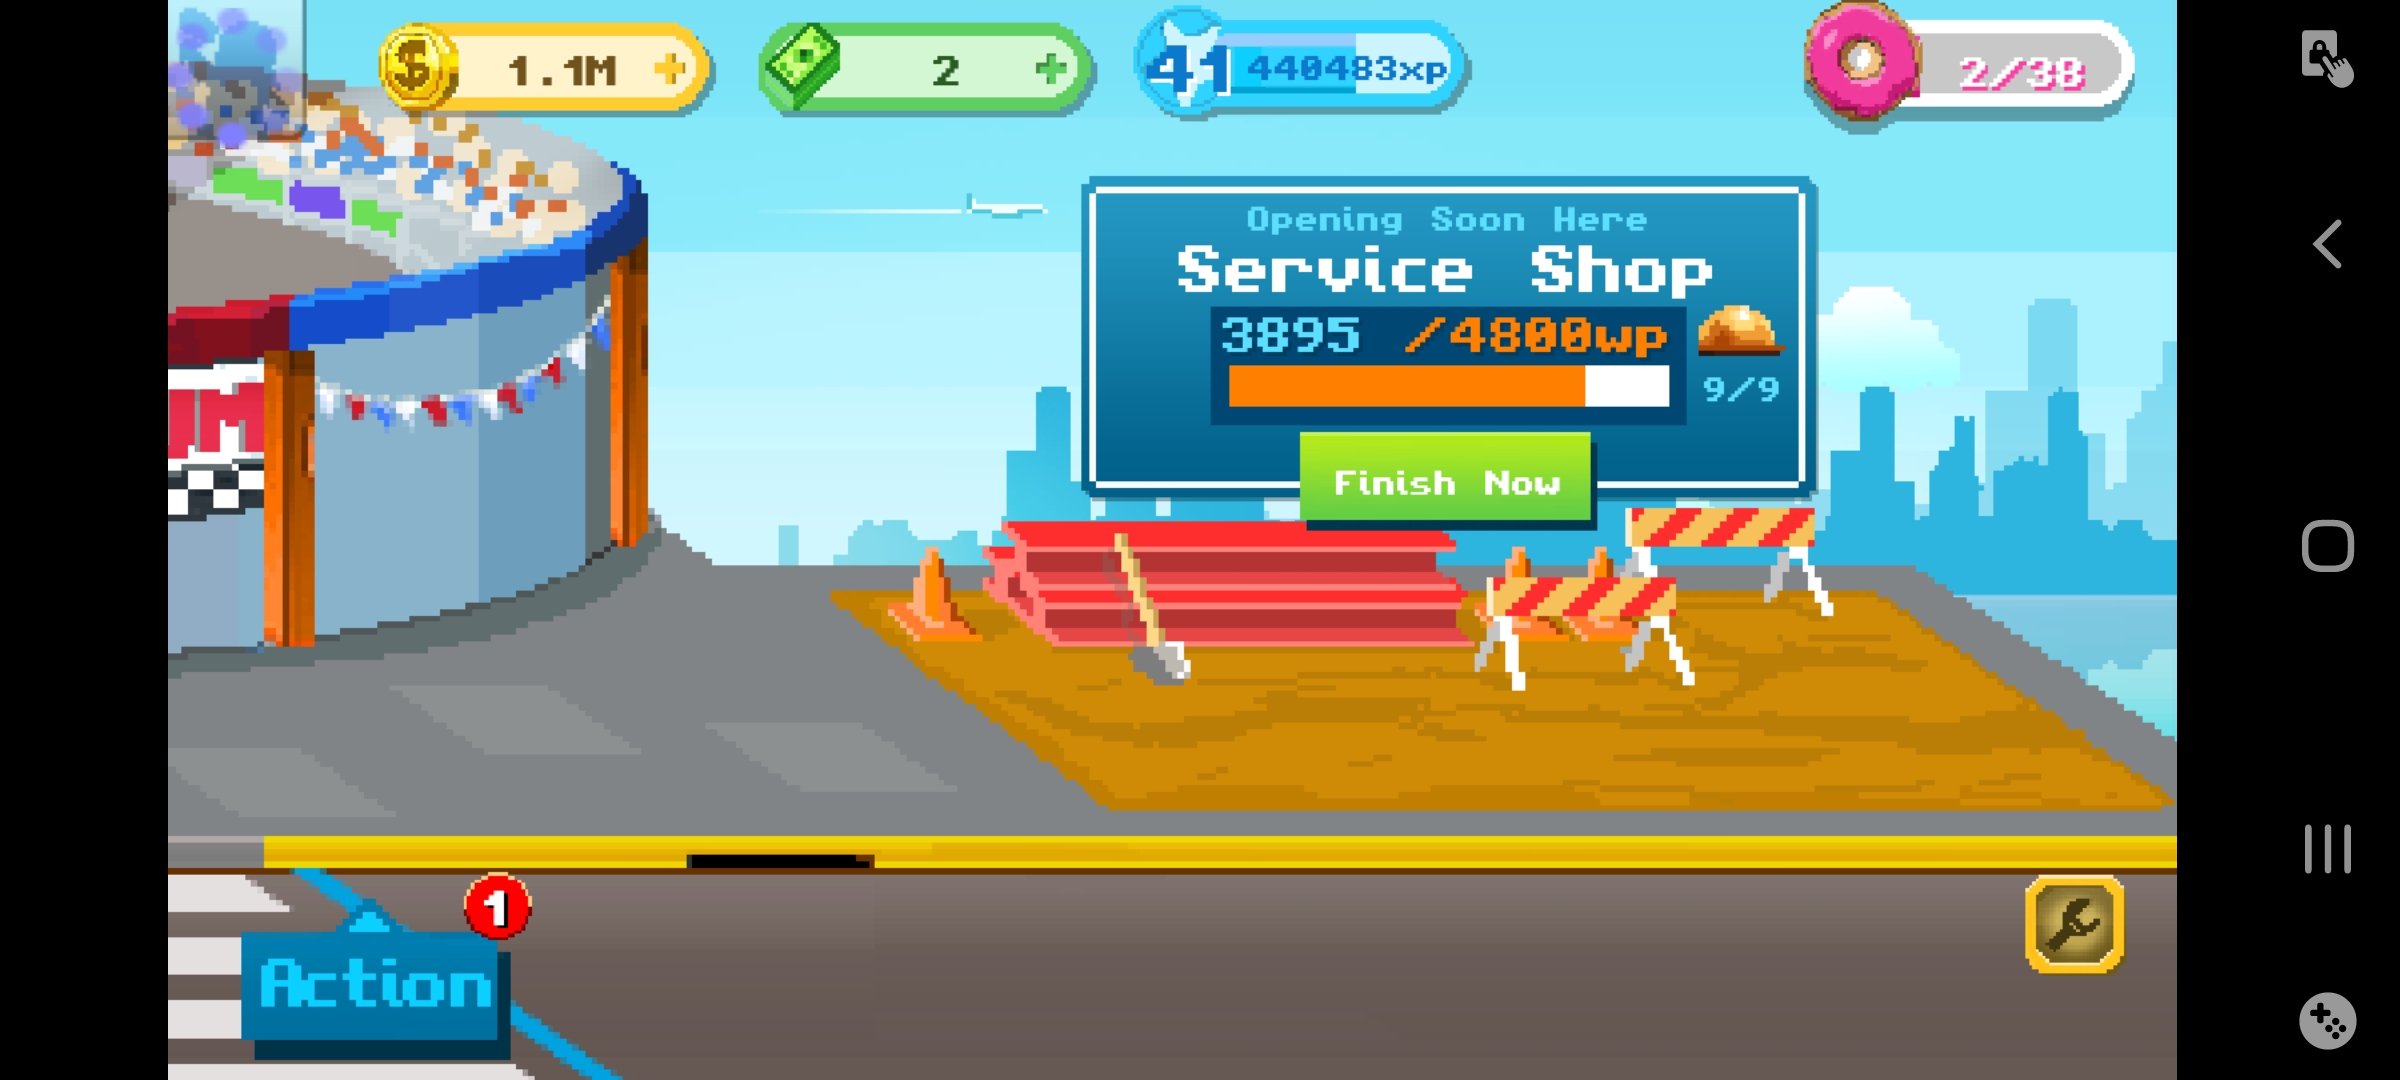 1.1M
2
41
440483xp
2/38
Opening Soon Here
Service Shop
3895 /4800wp
9/9
Finish Now
1
Action